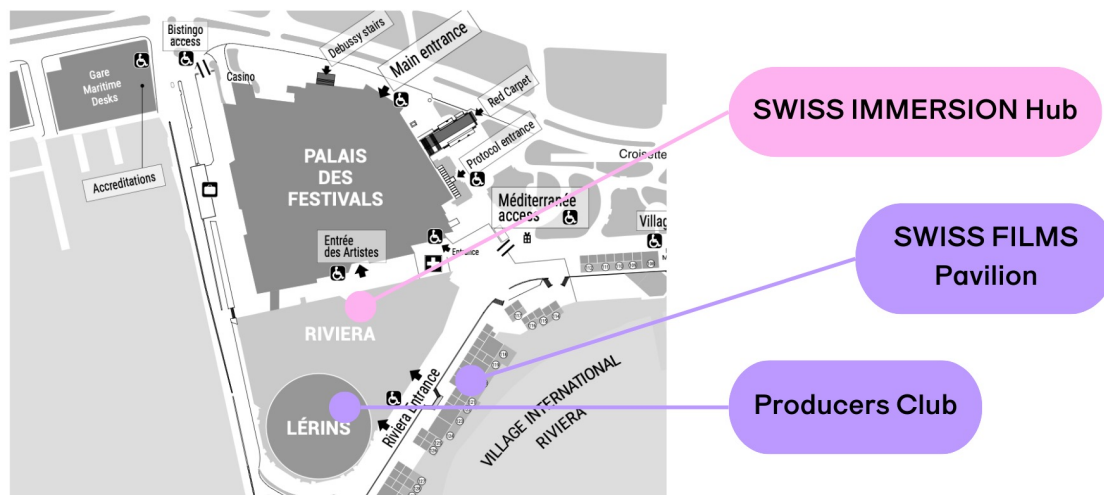 Bistingo
access
Casino
Debussy stairs
Main entrance
Gare
Maritime
Desks
Accreditations
Red Carpet
Protocol entrance
Croisette
PALAIS
DES
FESTIVALS
Méditerranée
access
Entrée
des Artistes
Entrance
RIVIERA
Riviera Entrance
LÉRINS
VILLAGE INTERNATIONAL
RIVIERA
SWISS IMMERSION Hub
SWISS FILMS
Pavilion
Producers Club